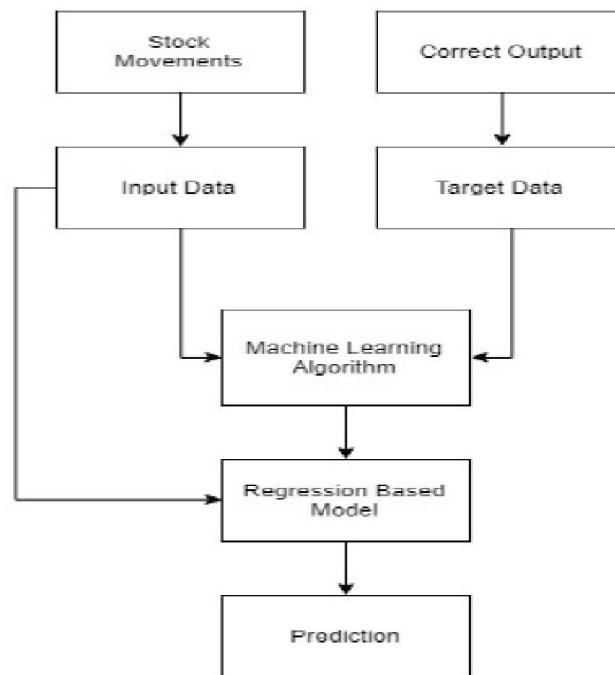 Stock
Movements
Correct Output
Input Data
Target Data
Machine Learning
Algorithm
Regression Based
Model
Prediction